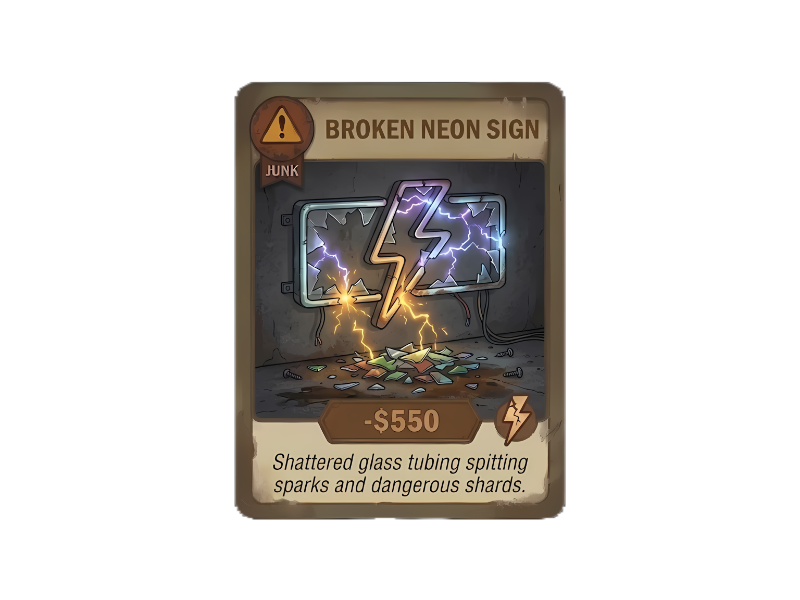 BROKEN NEON SIGN
JUNK
-$550
Shattered glass tubing spitting
sparks and dangerous shards.